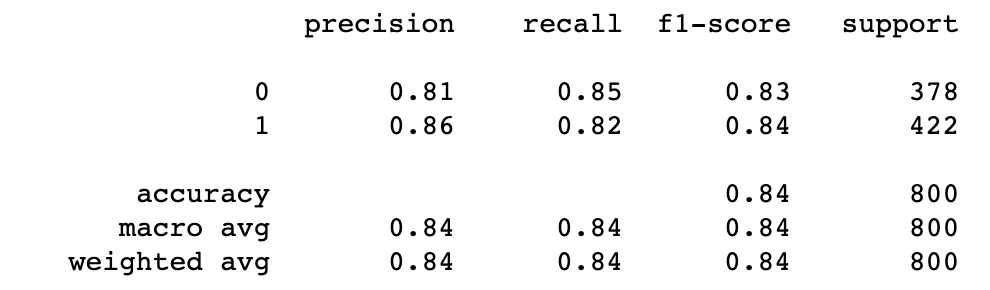 precision recall f1-score support
0 0.81 0.85 0.83 378
1 0.86 0.82 0.84 422
accuracy 0.84 800
macro avg 0.84 0.84 0.84 800
weighted avg 0.84 0.84 0.84 800